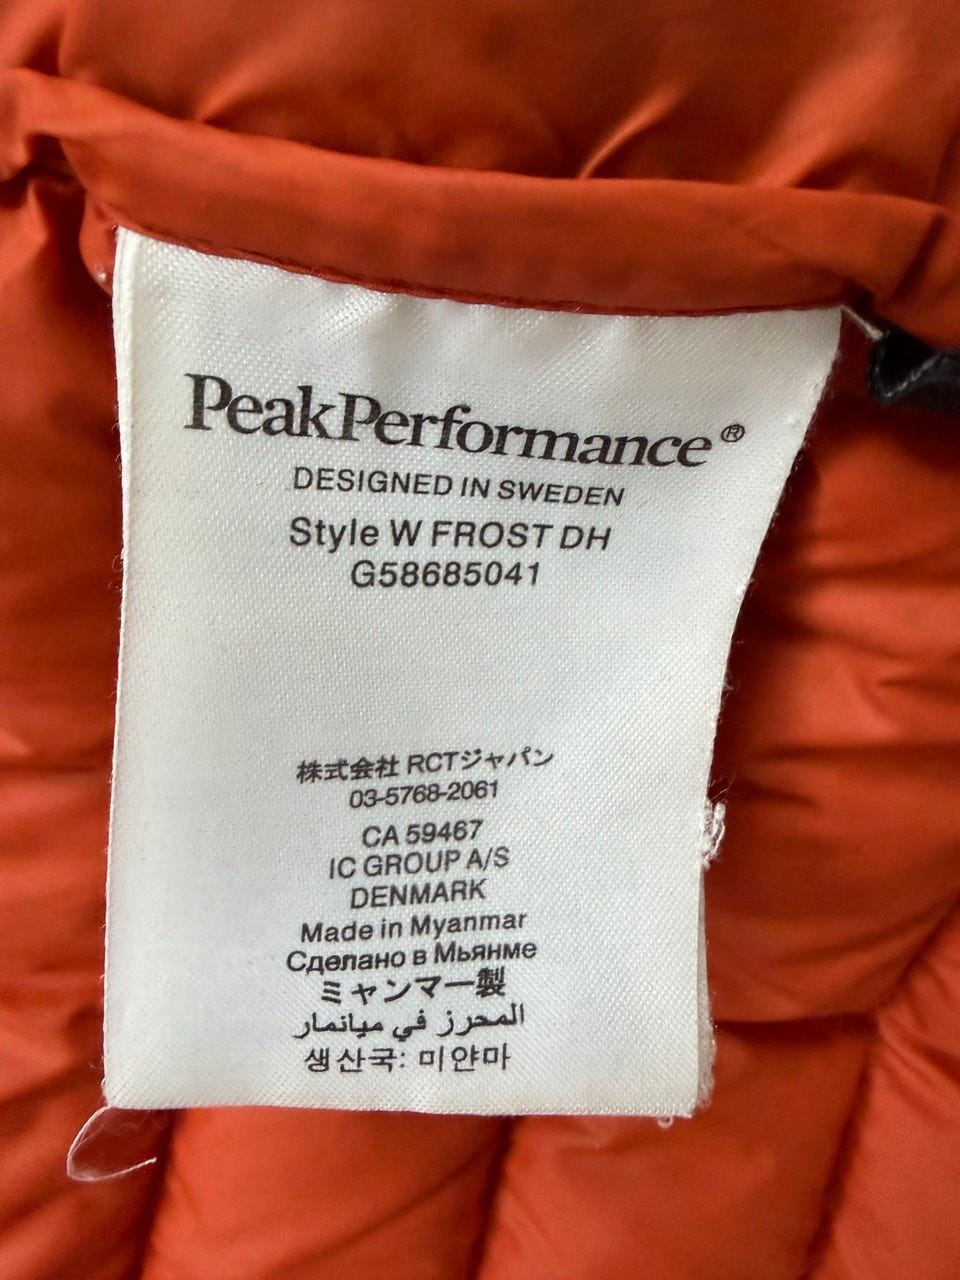 PeakPerformance®
DESIGNED IN SWEDEN
Style W FROST DH
G58685041
株式会社 RCTジャパン
03-5768-2061
CA 59467
IC GROUP A/S
DENMARK
Made in Myanmar
Сделано в Мьянме
ミャンマー製
المحرز في ميانمار
생산국: 미얀마